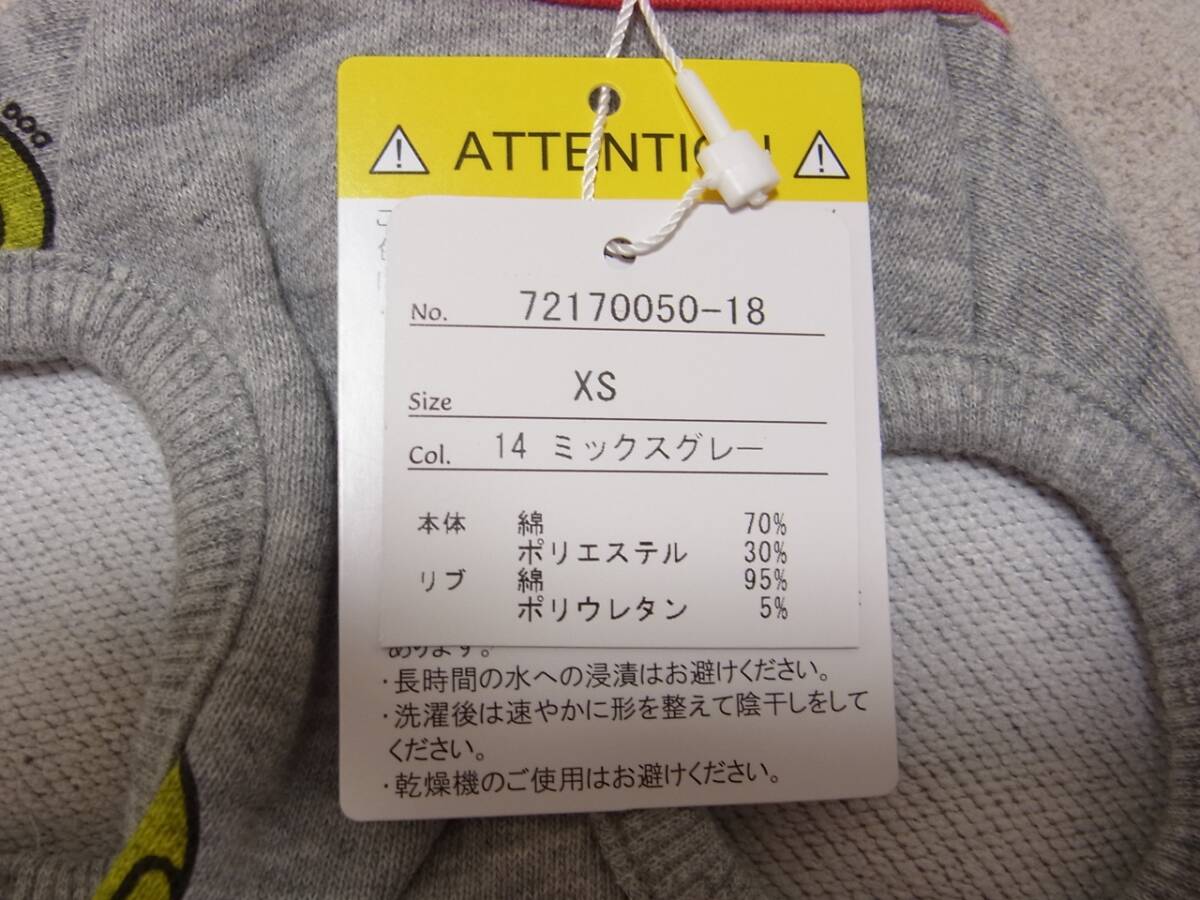 ATTENTION
No. 72170050-18
Size XS
Col. 14 ミックスグレー
本体 綿 70%
ポリエステル 30%
リブ 綿 95%
ポリウレタン 5%
あります。
・長時間の水への浸漬はお避けください。
・洗濯後は速やかに形を整えて陰干しをして
ください。
・乾燥機のご使用はお避けください。